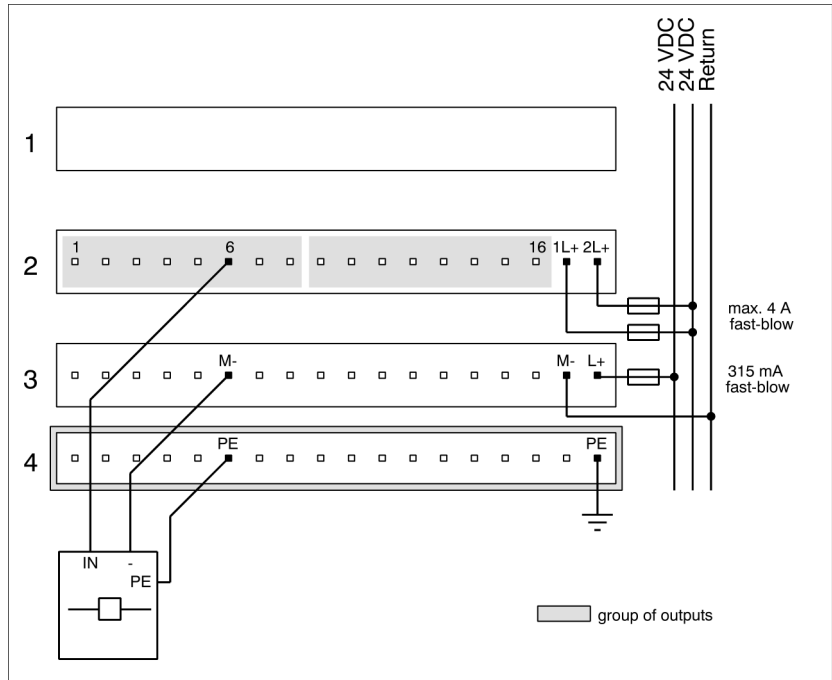 24 VDC
24 VDC
Return
1
2
1 6 16 1L+ 2L+
max. 4 A
fast-blow
3
M- M- L+
315 mA
fast-blow
4
PE PE
IN -
PE
group of outputs